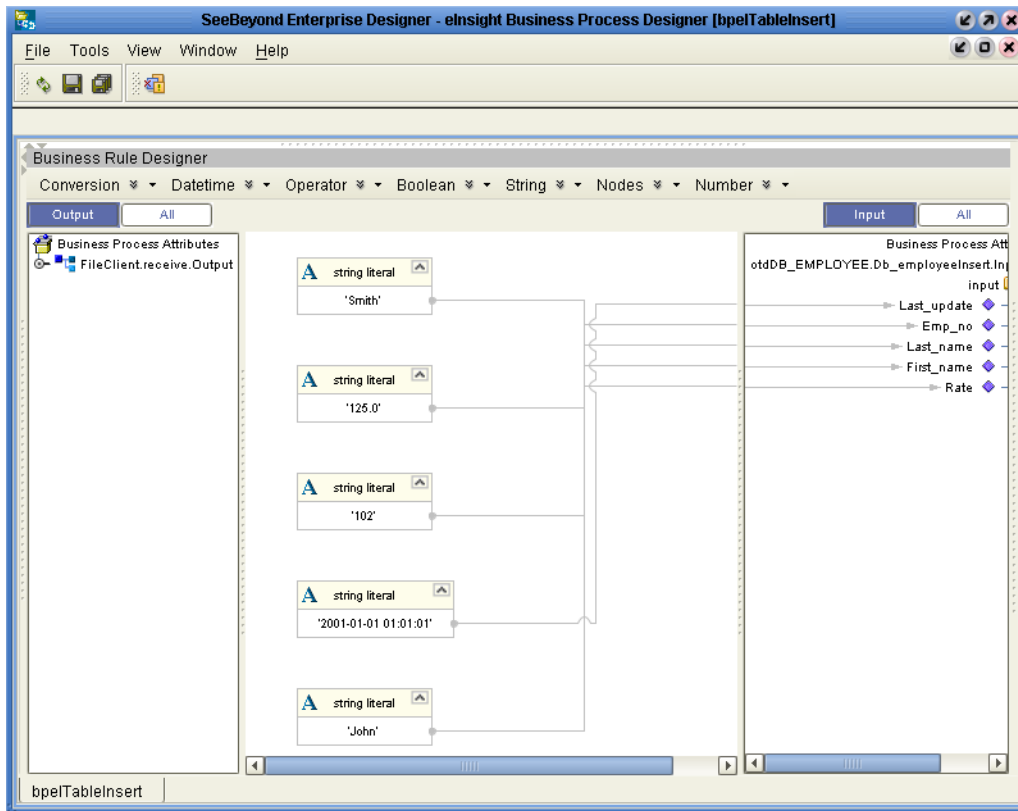 SeeBeyond Enterprise Designer - eInsight Business Process Designer [bpelTableInsert]
File Tools View Window Help
Business Rule Designer
Conversion Datetime Operator Boolean String Nodes Number
Output All Input All
Business Process Attributes
FileClient.receive.Output
A string literal
'Smith'
A string literal
'125.0'
A string literal
'102'
A string literal
'2001-01-01 01:01:01'
A string literal
'John'
Business Process Att
otdDB_EMPLOYEE.Db_employeeInsert.Inp
input
Last_update
Emp_no
Last_name
First_name
Rate
bpelTableInsert